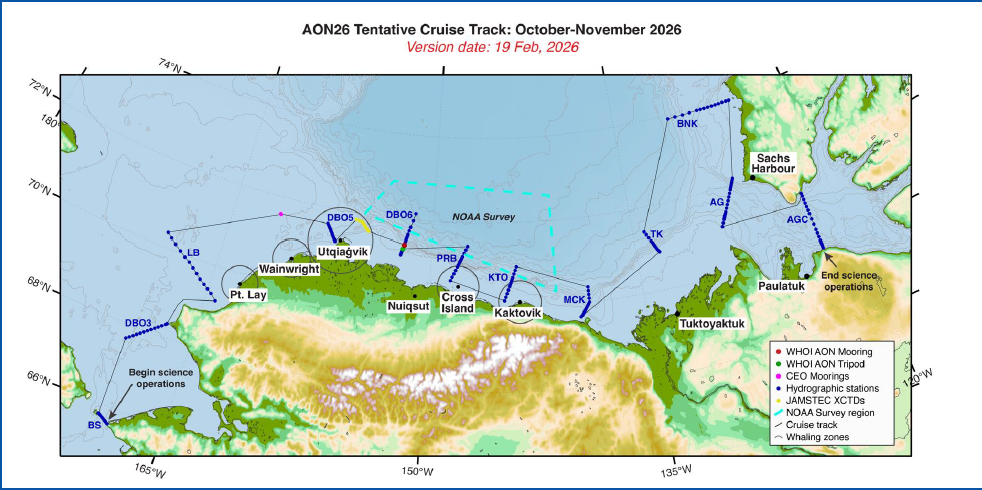 AON26 Tentative Cruise Track: October-November 2026
Version date: 19 Feb, 2026
74°N
72°N
180°
70°N
68°N
66°N
165°W
150°W
135°W
120°W
BNK
Sachs
Harbour
AG
AGC
TK
NOAA Survey
DBO6
DBO5
Utqiaġvik
LB
Wainwright
Pt. Lay
PRB
KTO
MCK
Nuiqsut
Cross
Island
Kaktovik
Paulatuk
End science
operations
Tuktoyaktuk
DBO3
Begin science
operations
BS
WHOI AON Mooring
WHOI AON Tripod
CEO Moorings
Hydrographic stations
JAMSTEC XCTDs
NOAA Survey region
Cruise track
Whaling zones